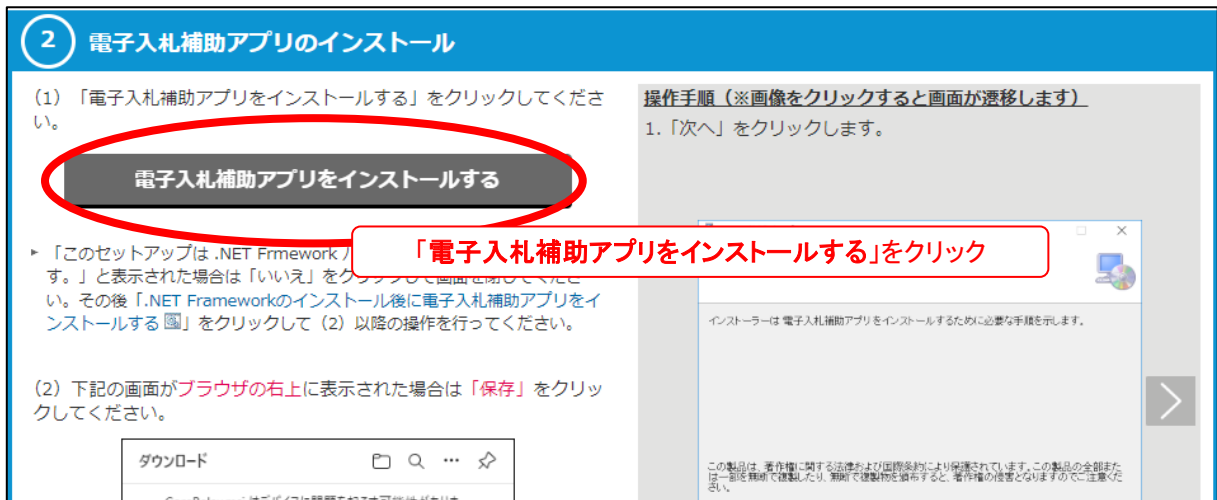 2 電子入札補助アプリのインストール
(1) 「電子入札補助アプリをインストールする」をクリックしてくださ
い。
電子入札補助アプリをインストールする
「電子入札補助アプリをインストールする」をクリック
▸ 「このセットアップは .NET Frmework
す。」と表示された場合は「いいえ」をクリックして画面を閉じてくださ
い。その後「.NET Frameworkのインストール後に電子入札補助アプリをイ
ンストールする」をクリックして(2)以降の操作を行ってください。
(2) 下記の画面がブラウザの右上に表示された場合は「保存」をクリッ
クしてください。
ダウンロード
操作手順(※画像をクリックすると画面が遷移します)
1.「次へ」をクリックします。
インストーラーは 電子入札補助アプリをインストールするために必要な手順を示します。
この製品は、著作権に関する法律および国際条約により保護されています。この製品の全部また
は一部を無断で複製したり、無断で複製物を頒布すると、著作権の侵害となりますのでご注意くだ
さい。